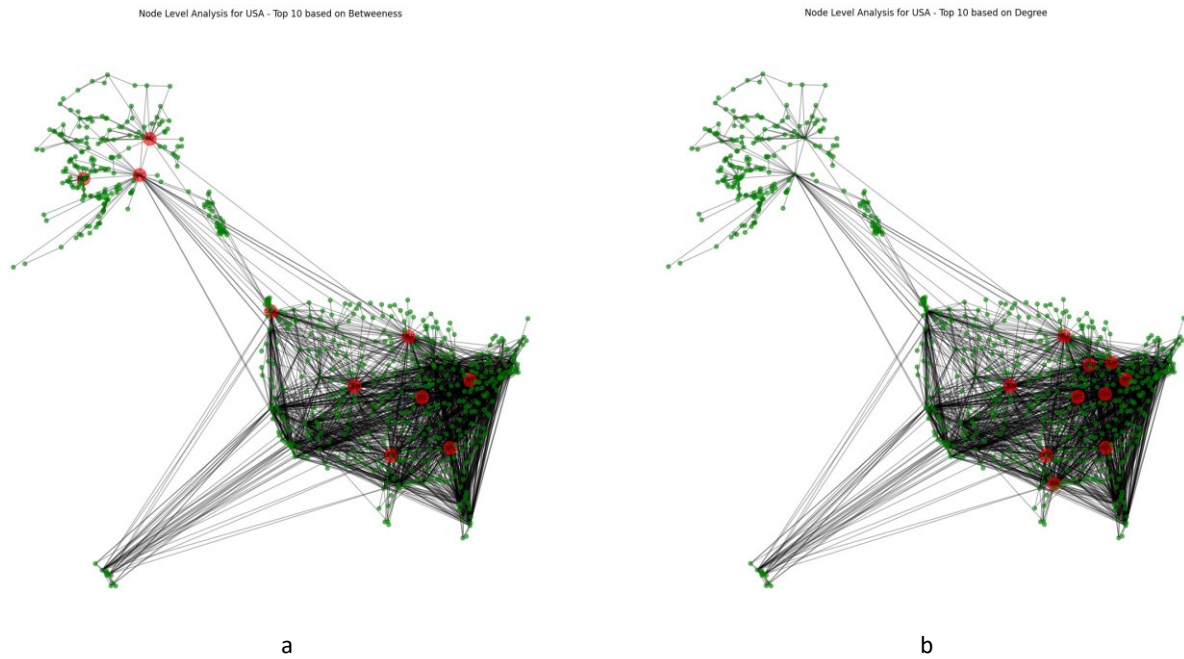 Node Level Analysis for USA - Top 10 based on Betweeness
Node Level Analysis for USA - Top 10 based on Degree
a
b